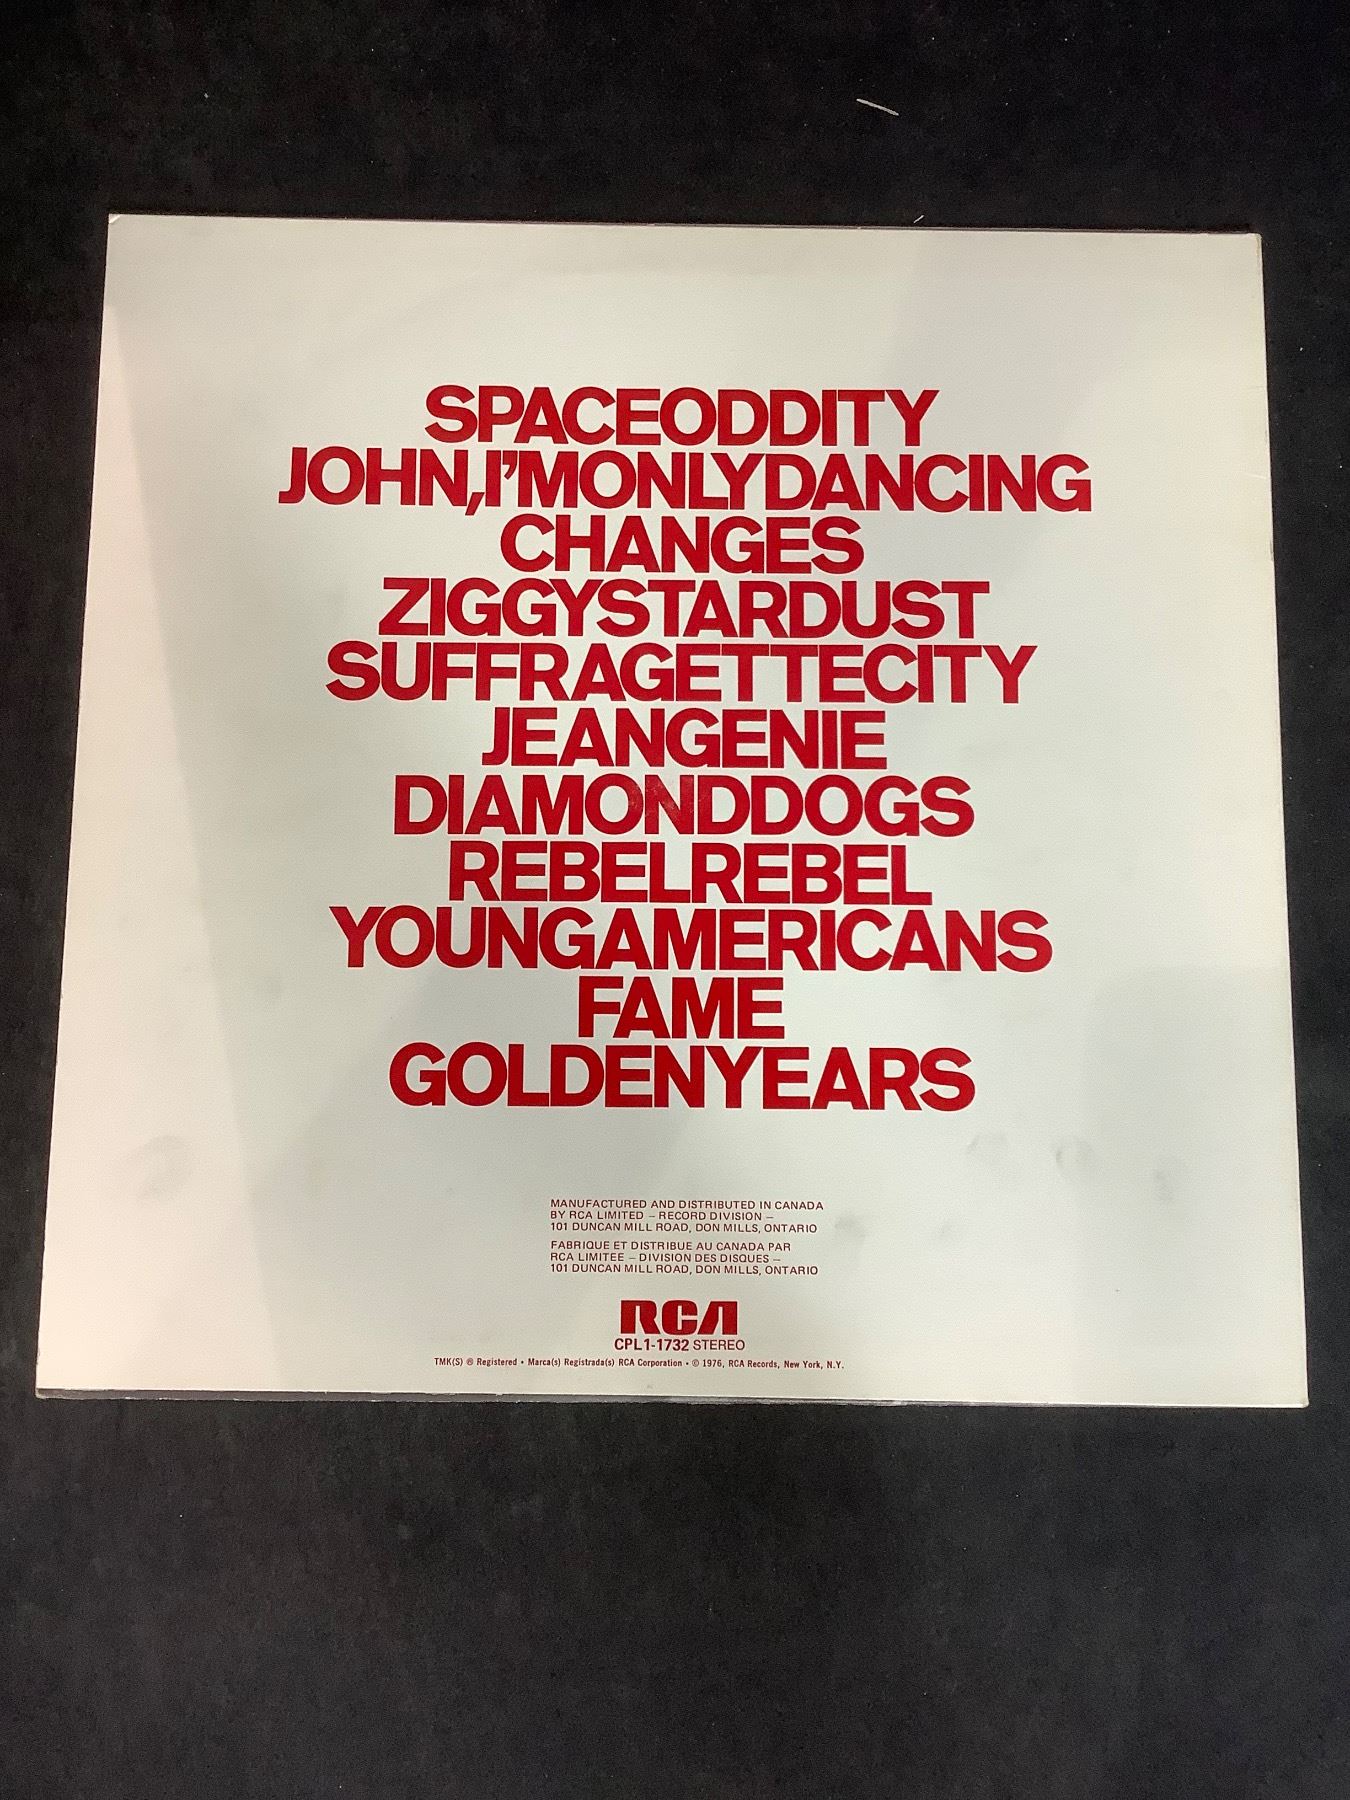 SPACEODDITY
JOHN,I'MONLYDANCING
CHANGES
ZIGGYSTARDUST
SUFFRAGETTECITY
JEANGENIE
DIAMONDDOGS
REBELREBEL
YOUNGAMERICANS
FAME
GOLDENYEARS
MANUFACTURED AND DISTRIBUTED IN CANADA
BY RCA LIMITED – RECORD DIVISION –
101 DUNCAN MILL ROAD, DON MILLS, ONTARIO
FABRIQUE ET DISTRIBUE AU CANADA PAR
RCA LIMITEE – DIVISION DES DISQUES –
101 DUNCAN MILL ROAD, DON MILLS, ONTARIO
RCA
CPL1-1732 STEREO
TMK(S) ® Registered • Marca(s) Registrada(s) RCA Corporation • © 1976, RCA Records, New York, N.Y.